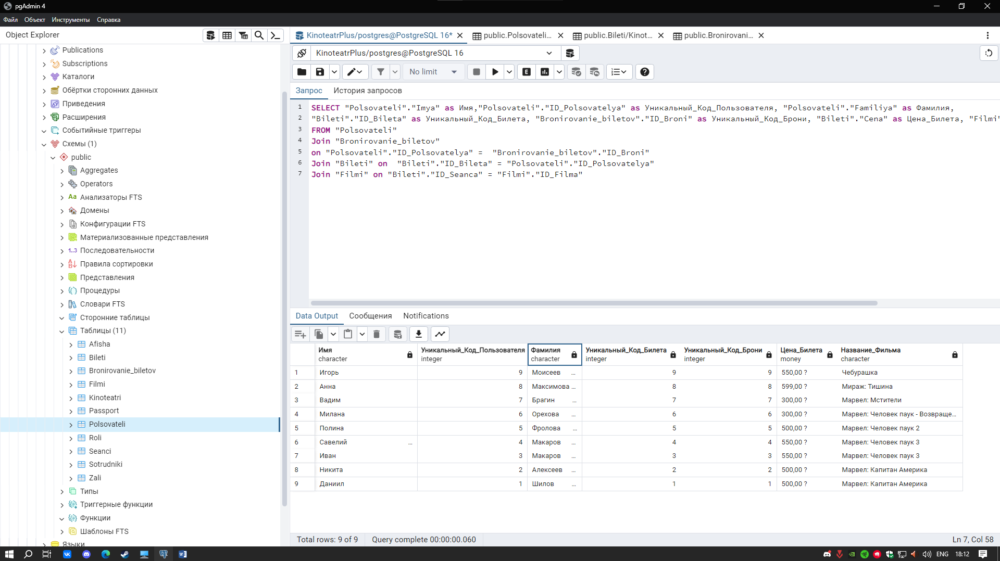 pgAdmin 4
Файл Объект Инструменты Справка
Object Explorer
KinoteatrPlus/postgres@PostgreSQL 16*
public.Polsovateli...
public.Bileti/Kinot...
public.Bronirovani...
KinoteatrPlus/postgres@PostgreSQL 16
No limit
E
Запрос
История запросов
1 SELECT "Polsovateli"."Imya" as Имя,"Polsovateli"."ID_Polsovatelya" as Уникальный_Код_Пользователя, "Polsovateli"."Familiya" as Фамилия,
2 "Bileti"."ID_Bileta" as Уникальный_Код_Билета, "Bronirovanie_biletov"."ID_Broni" as Уникальный_Код_Брони, "Bileti"."Cena" as Цена_Билета, "Filmi"
3 FROM "Polsovateli"
4 Join "Bronirovanie_biletov"
5 on "Polsovateli"."ID_Polsovatelya" =  "Bronirovanie_biletov"."ID_Broni"
6 Join "Bileti" on  "Bileti"."ID_Bileta" = "Polsovateli"."ID_Polsovatelya"
7 Join "Filmi" on "Bileti"."ID_Seanca" = "Filmi"."ID_Filma"
Publications
Subscriptions
Каталоги
Обёртки сторонних данных
Приведения
Расширения
Событийные триггеры
Схемы (1)
public
Aggregates
Operators
Aa Анализаторы FTS
Домены
Конфигурации FTS
Материализованные представления
1..3 Последовательности
Правила сортировки
Представления
Процедуры
Словари FTS
Сторонние таблицы
Таблицы (11)
Afisha
Bileti
Bronirovanie_biletov
Filmi
Kinoteatri
Passport
Polsovateli
Roli
Seanci
Sotrudniki
Zali
Типы
Триггерные функции
Функции
Шаблоны FTS
Языки
Data Output
Сообщения
Notifications
Имя Уникальный_Код_Пользователя Фамилия Уникальный_Код_Билета Уникальный_Код_Брони Цена_Билета Название_Фильма
character integer character integer integer money character
1 Игорь 9 Моисеев ... 9 9 550,00 ? Чебурашка
2 Анна 8 Максимова ... 8 8 599,00 ? Мираж: Тишина
3 Вадим 7 Брагин ... 7 7 300,00 ? Марвел: Мстители
4 Милана 6 Орехова ... 6 6 300,00 ? Марвел: Человек паук - Возвраще...
5 Полина 5 Фролова ... 5 5 500,00 ? Марвел: Человек паук 2
6 Савелий ... 4 Макаров ... 4 4 550,00 ? Марвел: Человек паук 3
7 Иван 3 Макаров ... 3 3 550,00 ? Марвел: Человек паук 3
8 Никита 2 Алексеев ... 2 2 500,00 ? Марвел: Капитан Америка
9 Даниил 1 Шилов ... 1 1 500,00 ? Марвел: Капитан Америка
Total rows: 9 of 9
Query complete 00:00:00.060
Ln 7, Col 58
ENG
18:12